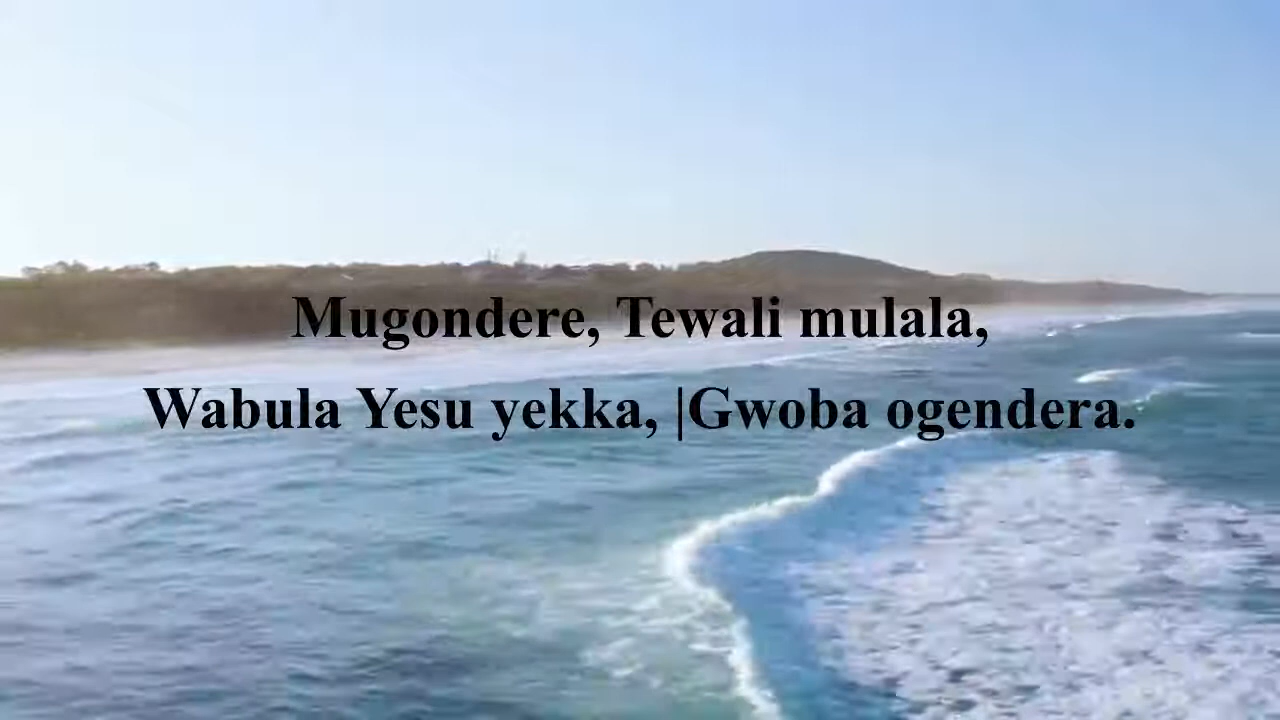 Mugondere, Tewali mulala,
Wabula Yesu yekka, |Gwoba ogendera.